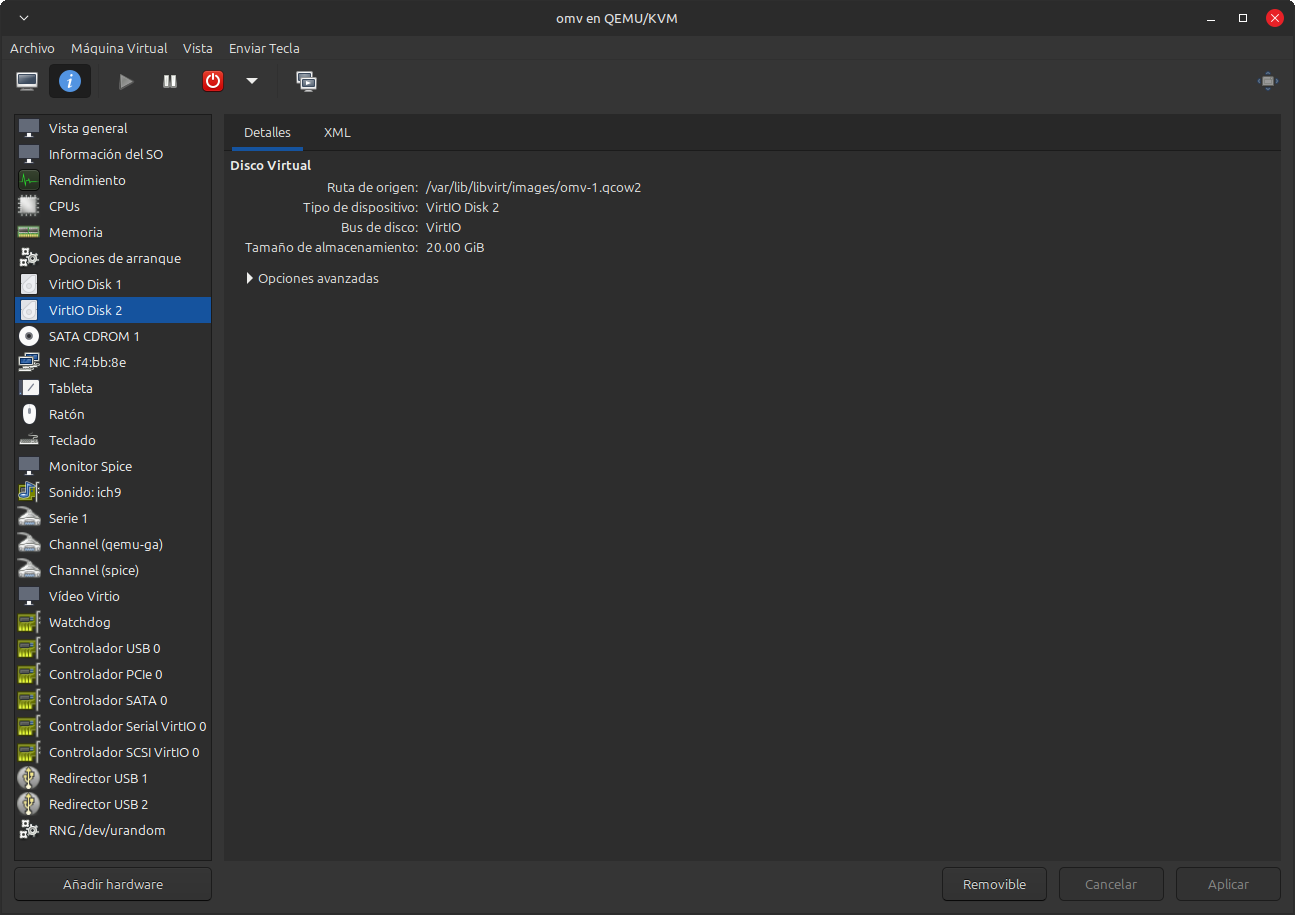 omv en QEMU/KVM
Archivo Máquina Virtual Vista Enviar Tecla
Vista general
Información del SO
Rendimiento
CPUs
Memoria
Opciones de arranque
VirtIO Disk 1
VirtIO Disk 2
SATA CDROM 1
NIC :f4:bb:8e
Tableta
Ratón
Teclado
Monitor Spice
Sonido: ich9
Serie 1
Channel (qemu-ga)
Channel (spice)
Vídeo Virtio
Watchdog
Controlador USB 0
Controlador PCIe 0
Controlador SATA 0
Controlador Serial VirtIO 0
Controlador SCSI VirtIO 0
Redirector USB 1
Redirector USB 2
RNG /dev/urandom
Añadir hardware
Detalles XML
Disco Virtual
Ruta de origen: /var/lib/libvirt/images/omv-1.qcow2
Tipo de dispositivo: VirtIO Disk 2
Bus de disco: VirtIO
Tamaño de almacenamiento: 20.00 GiB
Opciones avanzadas
Removible Cancelar Aplicar